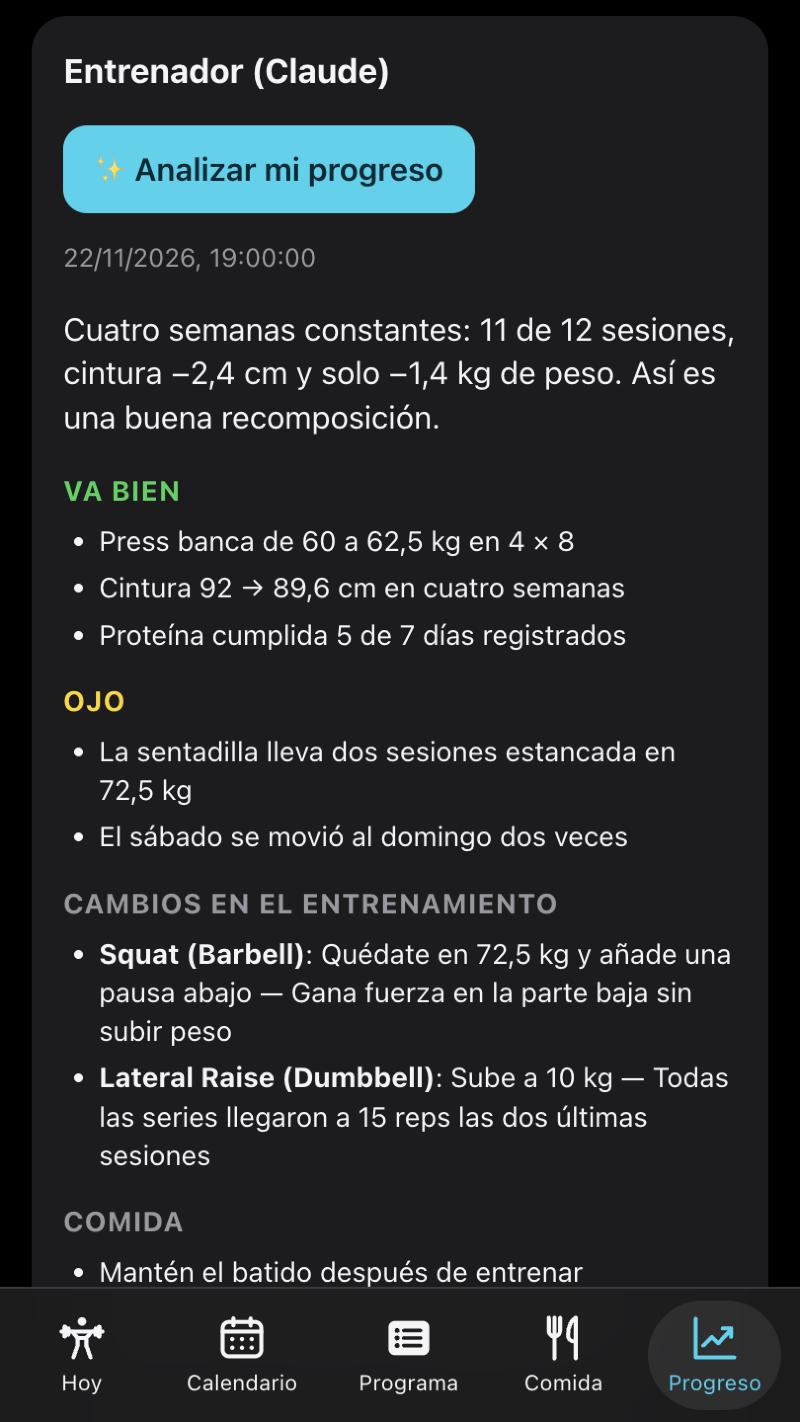 Entrenador (Claude)
✨ Analizar mi progreso
22/11/2026, 19:00:00
Cuatro semanas constantes: 11 de 12 sesiones,
cintura −2,4 cm y solo −1,4 kg de peso. Así es
una buena recomposición.
VA BIEN
• Press banca de 60 a 62,5 kg en 4 × 8
• Cintura 92 → 89,6 cm en cuatro semanas
• Proteína cumplida 5 de 7 días registrados
OJO
• La sentadilla lleva dos sesiones estancada en
72,5 kg
• El sábado se movió al domingo dos veces
CAMBIOS EN EL ENTRENAMIENTO
• Squat (Barbell): Quédate en 72,5 kg y añade una
pausa abajo — Gana fuerza en la parte baja sin
subir peso
• Lateral Raise (Dumbbell): Sube a 10 kg — Todas
las series llegaron a 15 reps las dos últimas
sesiones
COMIDA
• Mantén el batido después de entrenar
Hoy
Calendario
Programa
Comida
Progreso